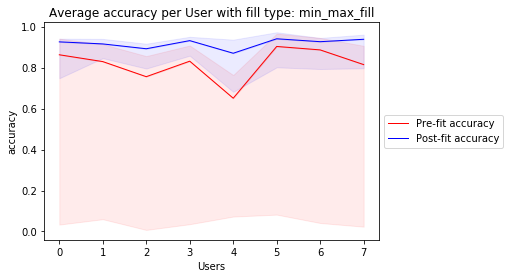 Average accuracy per User with fill type: min_max_fill
1.0
0.8
0.6
0.4
0.2
0.0
accuracy
0 1 2 3 4 5 6 7
Users
Pre-fit accuracy
Post-fit accuracy